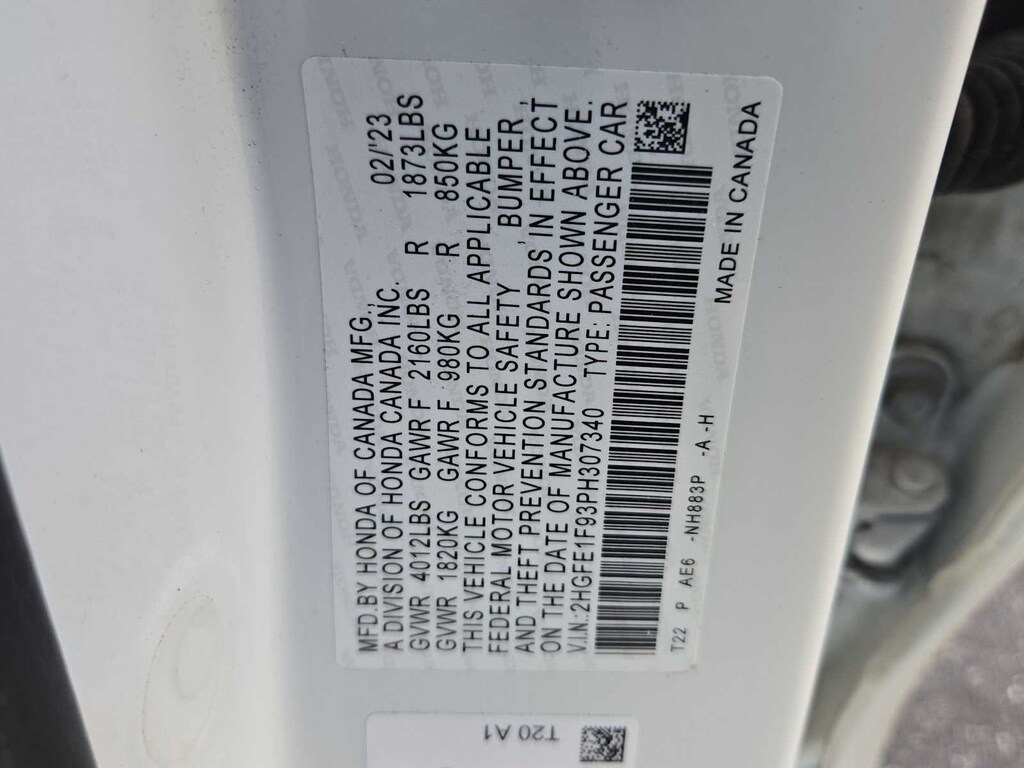 MFD.BY HONDA OF CANADA MFG., 02/'23
A DIVISION OF HONDA CANADA INC.
GVWR 4012LBS GAWR F 2160LBS R 1873LBS
GVWR 1820KG GAWR F 980KG R 850KG
THIS VEHICLE CONFORMS TO ALL APPLICABLE
FEDERAL MOTOR VEHICLE SAFETY, BUMPER,
AND THEFT PREVENTION STANDARDS, IN EFFECT
ON THE DATE OF MANUFACTURE SHOWN ABOVE.
V.I.N.:2HGFE1F93PH307340 TYPE: PASSENGER CAR
T22 P AE6 -NH883P -A -H
MADE IN CANADA
T20 A1